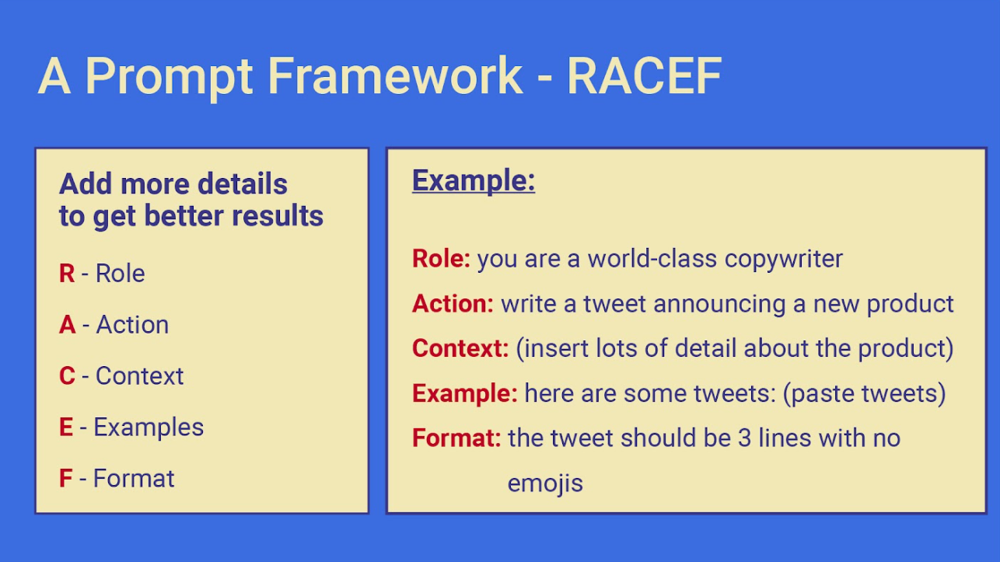 A Prompt Framework - RACEF
Add more details
to get better results
R - Role
A - Action
C - Context
E - Examples
F - Format
Example:
Role: you are a world-class copywriter
Action: write a tweet announcing a new product
Context: (insert lots of detail about the product)
Example: here are some tweets: (paste tweets)
Format: the tweet should be 3 lines with no
emojis